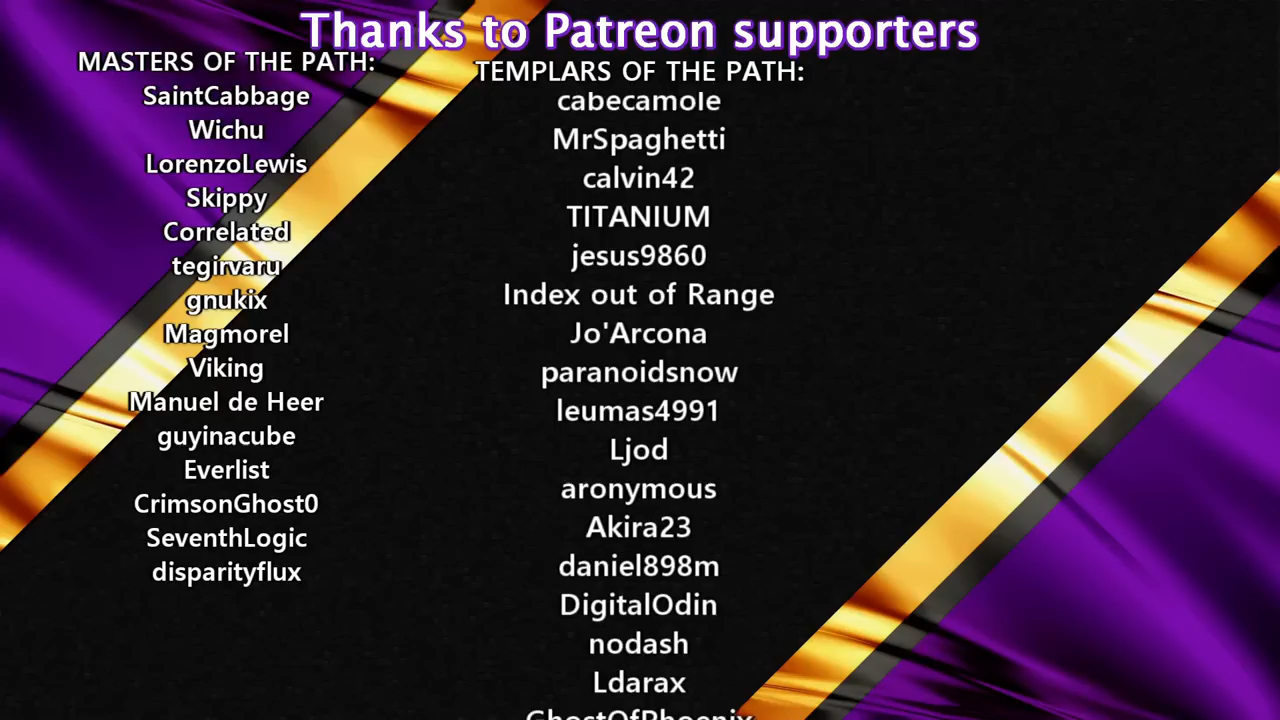 Thanks to Patreon supporters
MASTERS OF THE PATH:
SaintCabbage
Wichu
LorenzoLewis
Skippy
Correlated
tegirvaru
gnukix
Magmorel
Viking
Manuel de Heer
guyinacube
Everlist
CrimsonGhost0
SeventhLogic
disparityflux
TEMPLARS OF THE PATH:
cabecamole
MrSpaghetti
calvin42
TITANIUM
jesus9860
Index out of Range
Jo'Arcona
paranoidsnow
leumas4991
Ljod
aronymous
Akira23
daniel898m
DigitalOdin
nodash
Ldarax
GhostOfPhoenix